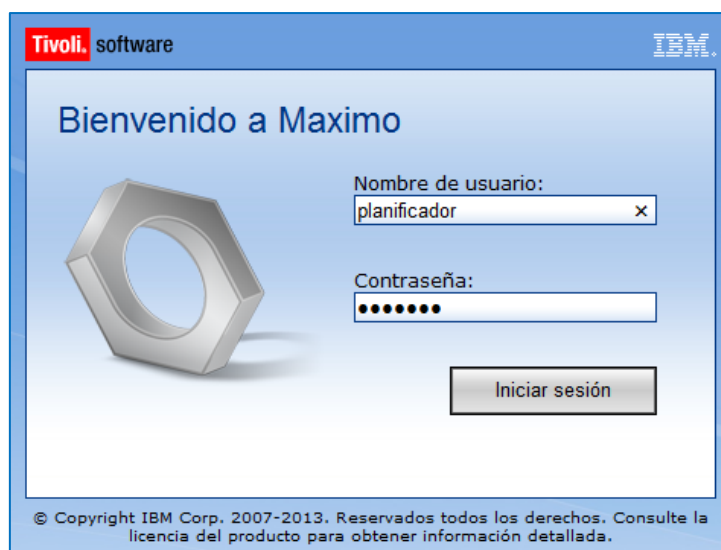 Tivoli. software
IBM.
Bienvenido a Maximo
Nombre de usuario:
planificador
Contraseña:
Iniciar sesión
© Copyright IBM Corp. 2007-2013. Reservados todos los derechos. Consulte la
licencia del producto para obtener información detallada.